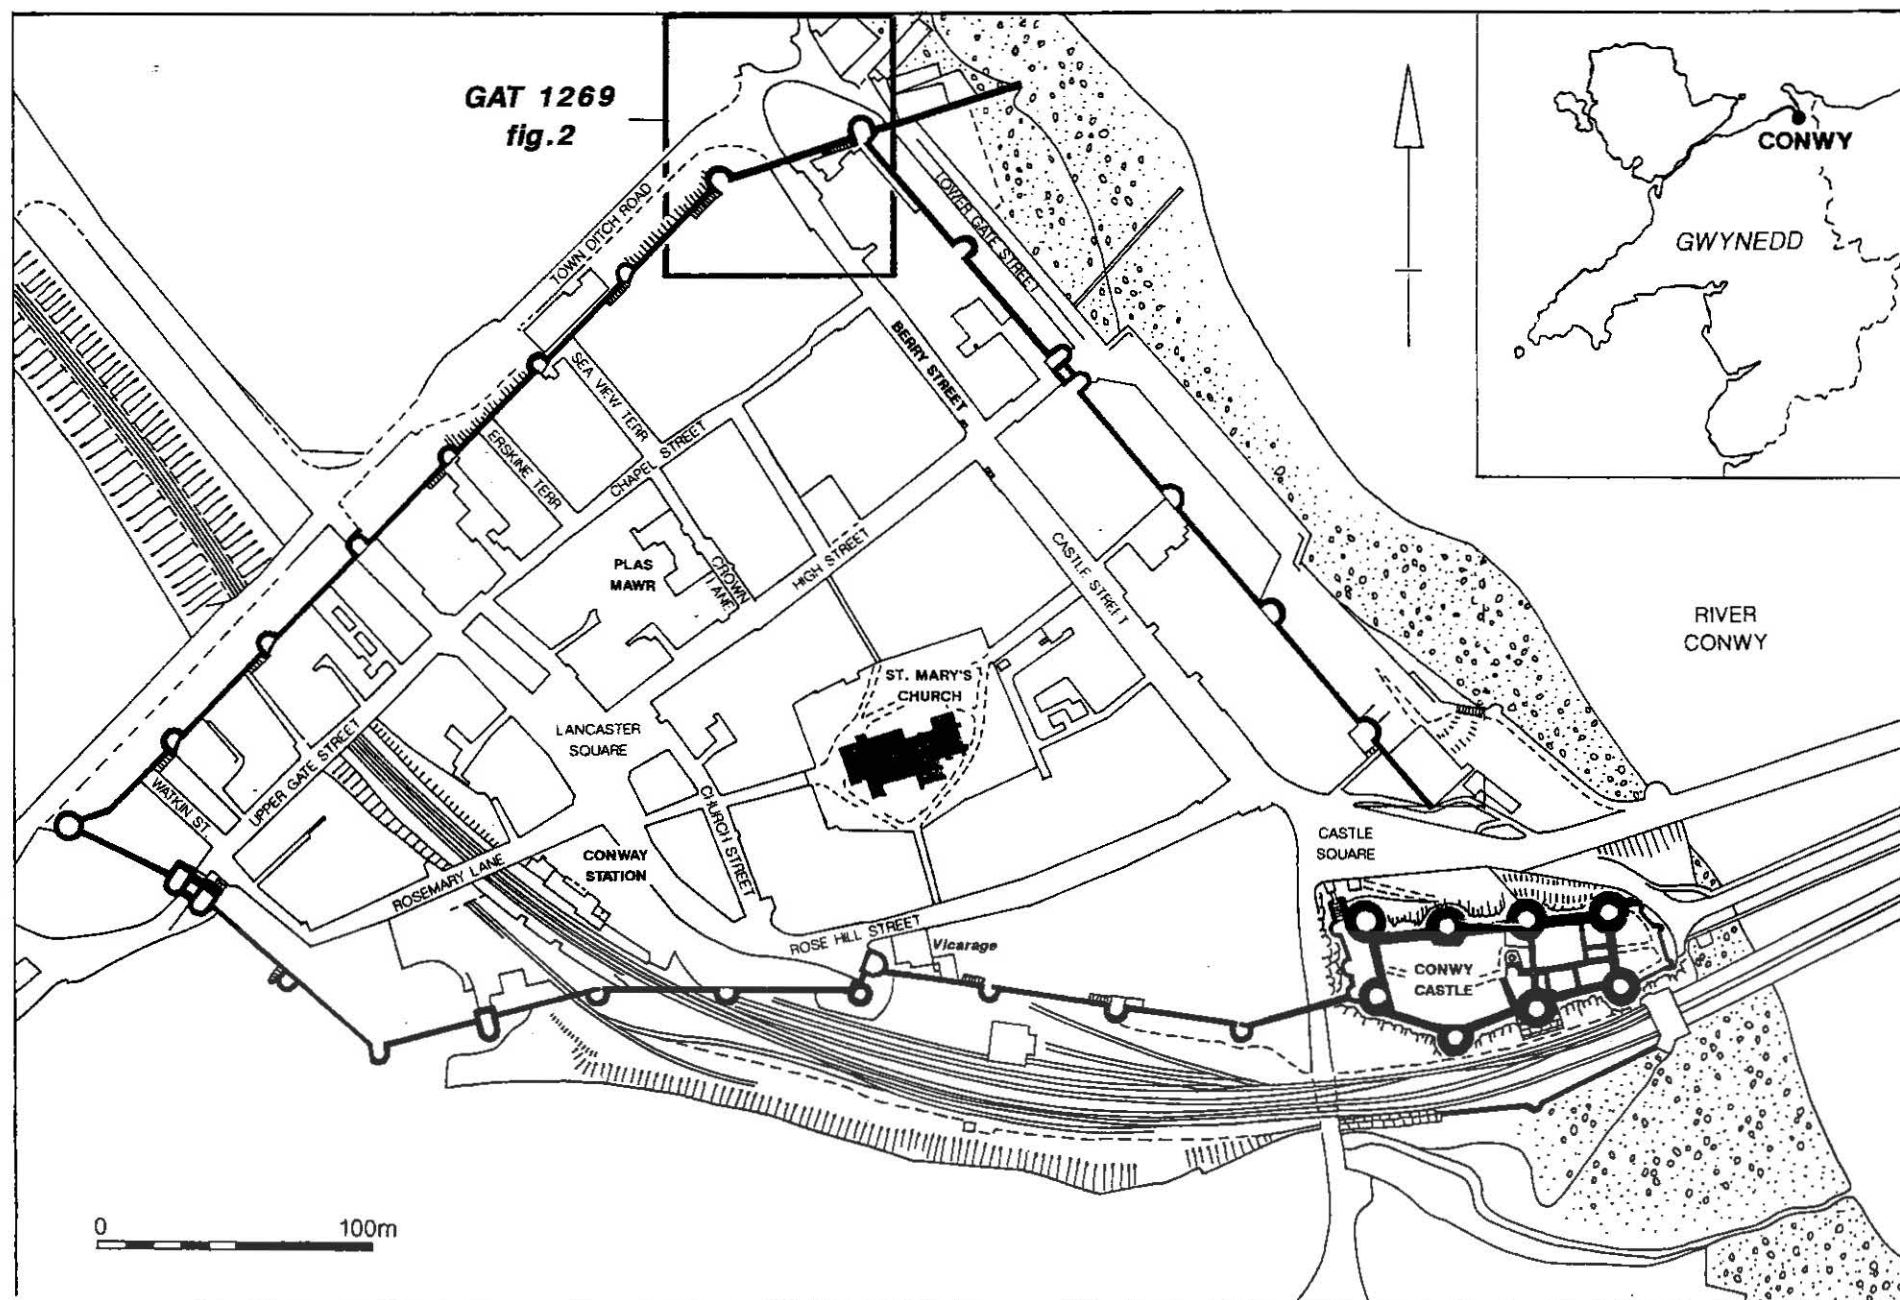 GAT 1269
fig.2
CONWY
GWYNEDD
TOWN DITCH ROAD
LOWER GATE STREET
BERRY STREET
SEA VIEW TERR
ERSKINE TERR
CHAPEL STREET
PLAS
MAWR
CROWN
LANE
HIGH STREET
CASTLE STREET
RIVER
CONWY
ST. MARY'S
CHURCH
LANCASTER
SQUARE
UPPER GATE STREET
WATKIN ST.
CHURCH STREET
CASTLE
SQUARE
CONWAY
STATION
ROSEMARY LANE
ROSE HILL STREET
Vicarage
CONWY
CASTLE
0 100m